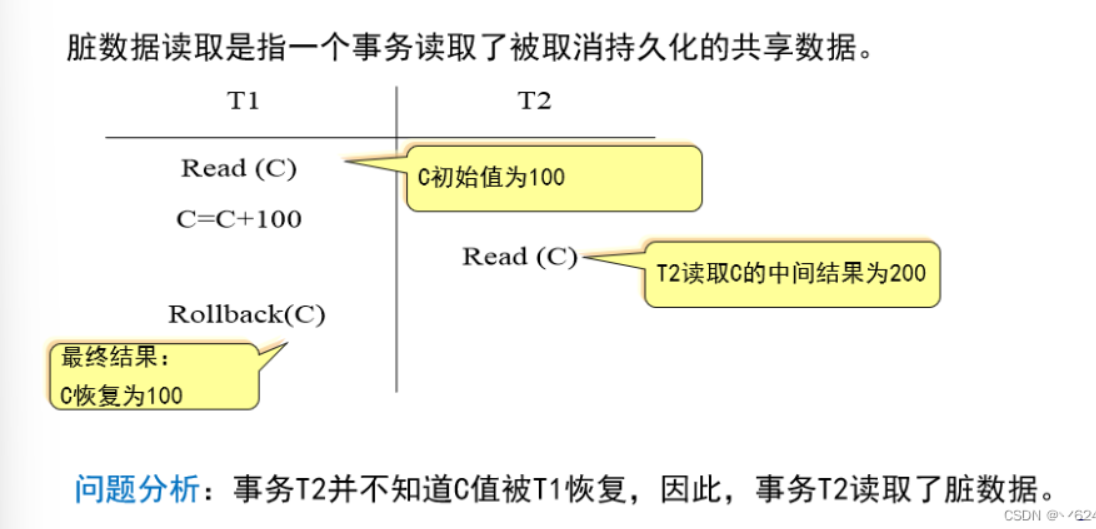 脏数据读取是指一个事务读取了被取消持久化的共享数据。
T1
T2
Read (C)
C初始值为100
C=C+100
Read (C)
T2读取C的中间结果为200
Rollback(C)
最终结果：
C恢复为100
问题分析：事务T2并不知道C值被T1恢复，因此，事务T2读取了脏数据。
CSDN